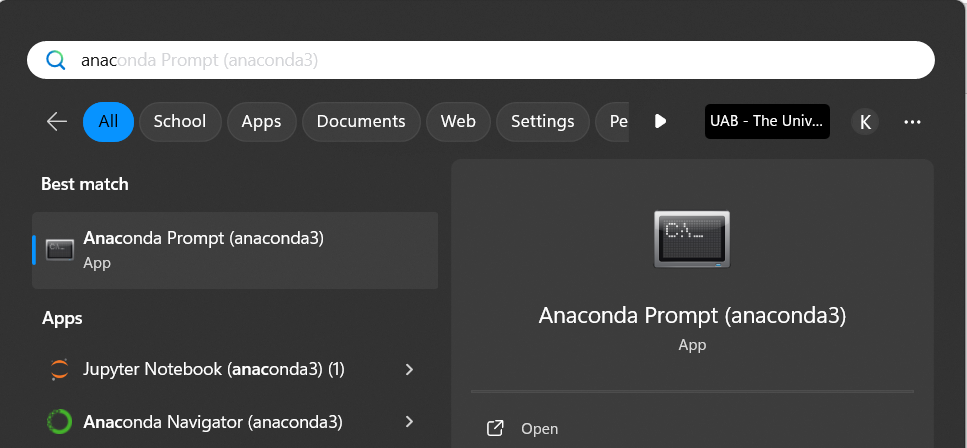 anaconda Prompt (anaconda3)
All School Apps Documents Web Settings Pe UAB - The Univ... K ...
Best match
Anaconda Prompt (anaconda3)
App
Apps
Jupyter Notebook (anaconda3) (1)
Anaconda Navigator (anaconda3)
C:\_
Anaconda Prompt (anaconda3)
App
Open